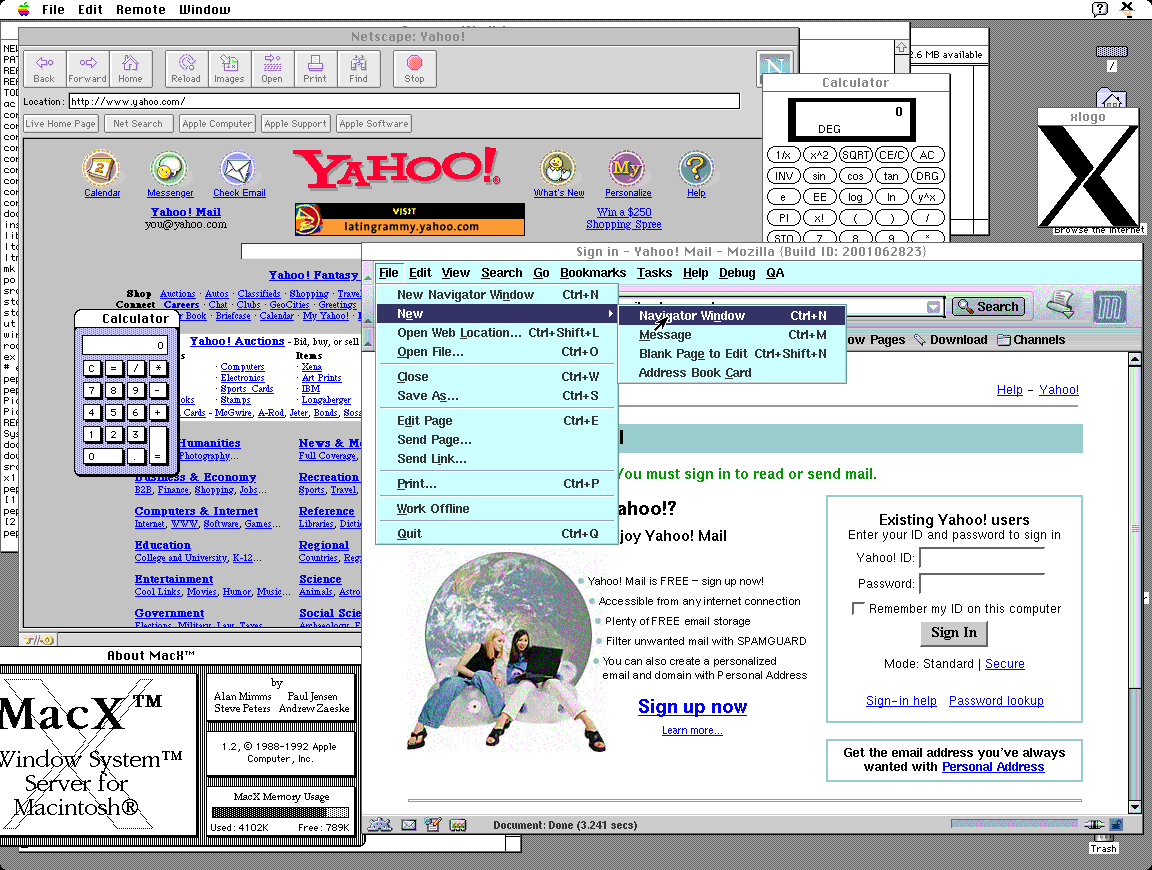 File Edit Remote Window
Netscape: Yahoo!
Back Forward Home Reload Images Open Print Find Stop
N
2.6 MB available
/
Location: http://www.yahoo.com/
Live Home Page Net Search Apple Computer Apple Support Apple Software
Calculator
0
DEG
1/x x^2 SQRT CE/C AC
INV sin cos tan DRG
e EE log ln y^x
PI x! ( ) /
STO 7 8 9 *
xlogo
Browse the Internet
YAHOO!
My
Calendar Messenger Check Email What's New Personalize Help
Yahoo! Mail
you@yahoo.com
VISIT
latingrammy.yahoo.com
Win a $250
Shopping Spree
Yahoo! Fantasy
Shop Auctions · Autos · Classifieds · Shopping · Travel
Connect Careers · Chat · Clubs · GeoCities · Greetings
Book · Briefcase · Calendar · My Yahoo! ·
Yahoo! Auctions - Bid, buy, or sell
Items
· Computers · Xena
· Electronics · Art Prints
· Sports Cards · IBM
· Stamps · Longaberger
Cards - McGwire, A-Rod, Jeter, Bonds, Sosa
Humanities
Photography...
News & M
Full Coverage,
Business & Economy
B2B, Finance, Shopping, Jobs...
Recreation
Sports, Travel,
Computers & Internet
Internet, WWW, Software, Games...
Reference
Libraries,
Education
College and University, K-12...
Regional
Countries,
Entertainment
Cool Links, Movies, Humor, Music...
Science
Animals,
Government
Elections, Military, Law, Taxes
Social Scie
Calculator
0
C = / *
7 8 9 -
4 5 6 +
1 2 3
0 . =
Sign in - Yahoo! Mail - Mozilla {Build ID: 2001062823}
File Edit View Search Go Bookmarks Tasks Help Debug QA
New Navigator Window Ctrl+N
New
Open Web Location... Ctrl+Shift+L
Open File... Ctrl+O
Close Ctrl+W
Save As... Ctrl+S
Edit Page Ctrl+E
Send Page...
Send Link...
Print... Ctrl+P
Work Offline
Quit Ctrl+Q
Navigator Window Ctrl+N
Message Ctrl+M
Blank Page to Edit Ctrl+Shift+N
Address Book Card
Search
ow Pages Download Channels
Help - Yahoo!
You must sign in to read or send mail.
ahoo!?
joy Yahoo! Mail
Yahoo! Mail is FREE - sign up now!
Accessible from any internet connection
Plenty of FREE email storage
Filter unwanted mail with SPAMGUARD
You can also create a personalized
email and domain with Personal Address
Sign up now
Learn more...
Existing Yahoo! users
Enter your ID and password to sign in
Yahoo! ID:
Password:
Remember my ID on this computer
Sign In
Mode: Standard | Secure
Sign-in help Password lookup
Get the email address you've always
wanted with Personal Address
Document: Done (3.241 secs)
Trash
About MacX™
MacX™
Window System™
Server for
Macintosh®
by
Alan Mimms Paul Jensen
Steve Peters Andrew Zaeske
1.2, © 1988-1992 Apple
Computer, Inc.
MacX Memory Usage
Used: 4102K Free: 789K